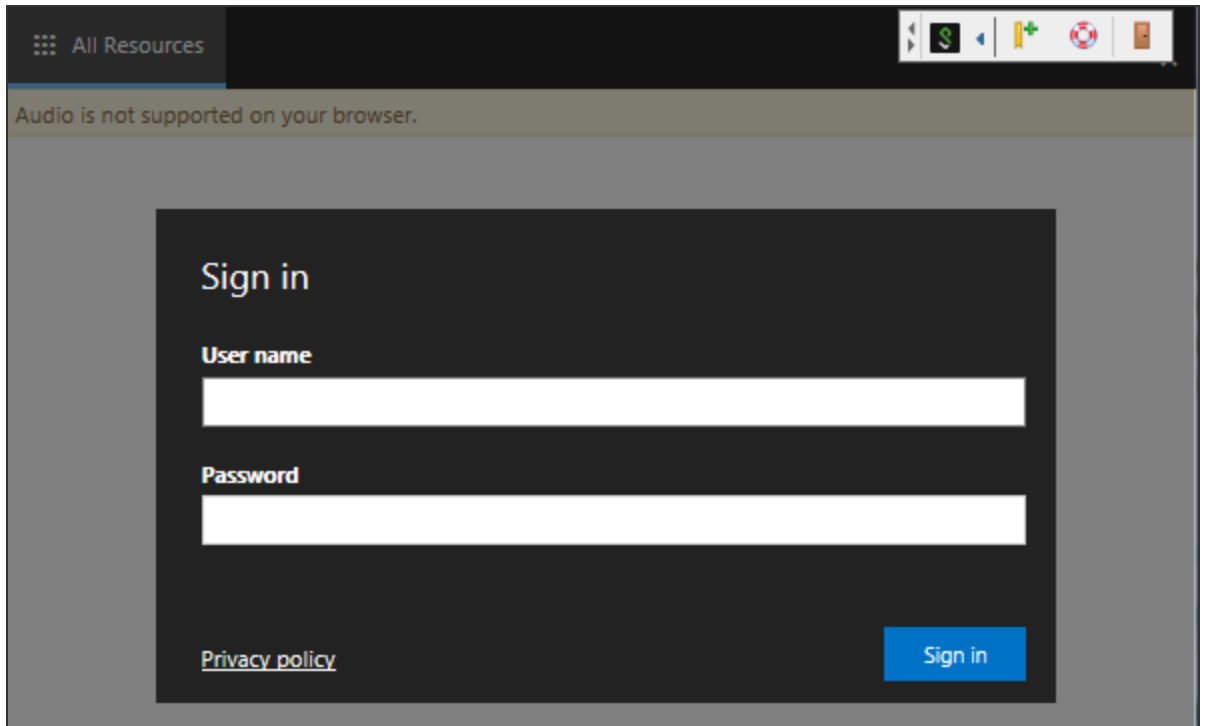 All Resources
Audio is not supported on your browser.
Sign in
User name
Password
Privacy policy
Sign in